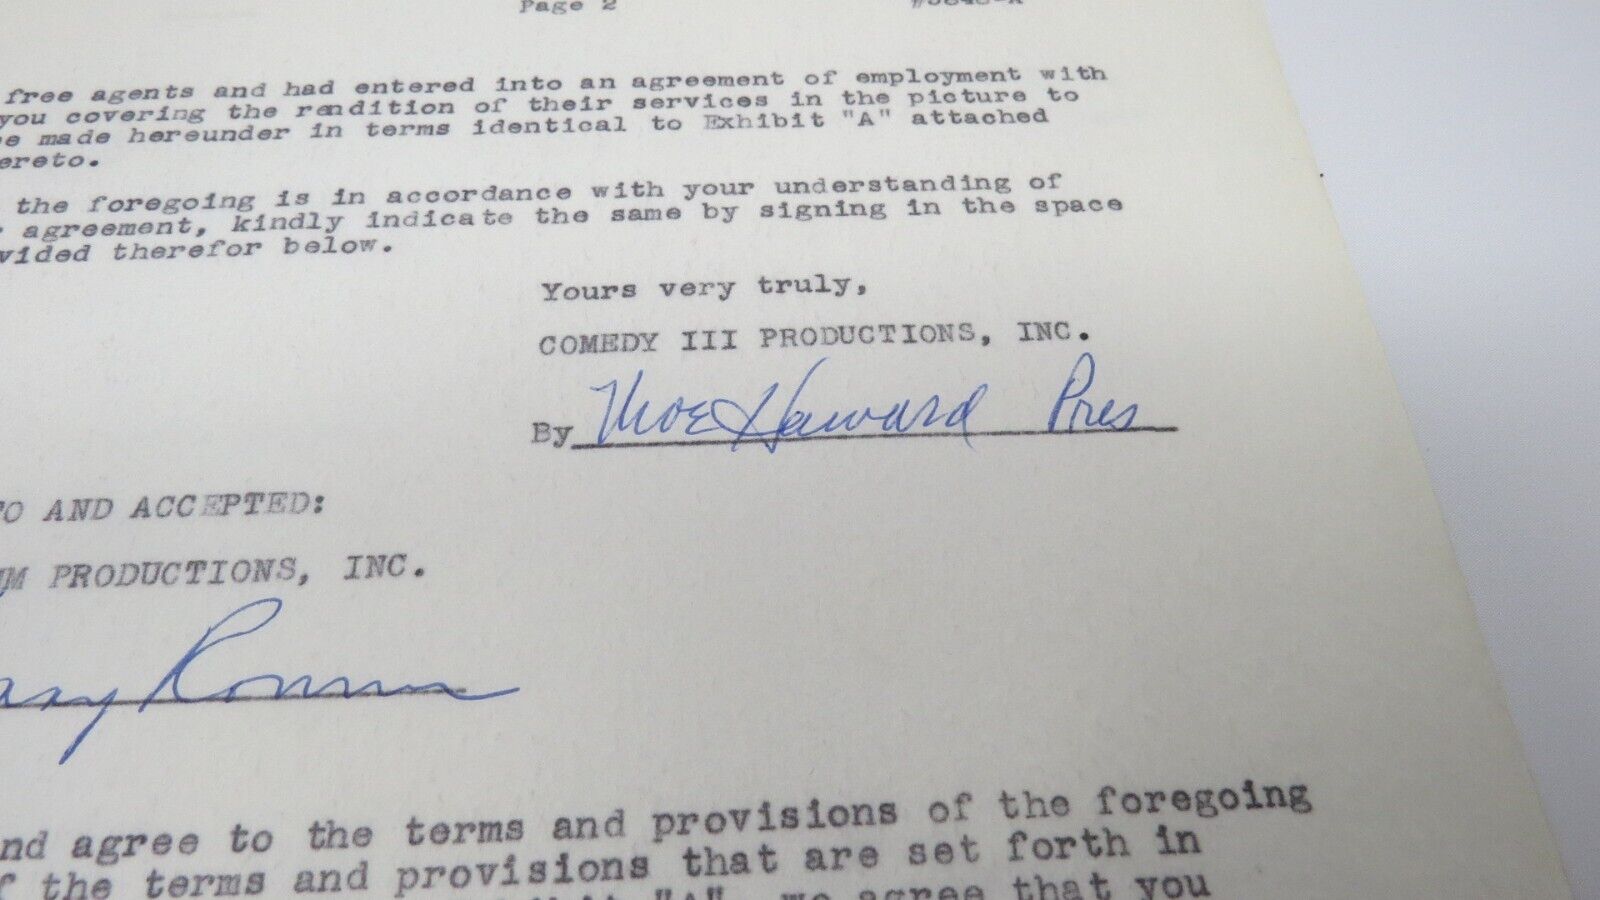 Page 2
free agents and had entered into an agreement of employment with
you covering the rendition of their services in the picture to
made hereunder in terms identical to Exhibit "A" attached
ereto.
the foregoing is in accordance with your understanding of
agreement, kindly indicate the same by signing in the space
vided therefor below.
Yours very truly,
COMEDY III PRODUCTIONS, INC.
By Moe Howard Pres
TO AND ACCEPTED:
UM PRODUCTIONS, INC.
nd agree to the terms and provisions of the foregoing
f the terms and provisions that are set forth in
"A", we agree that you